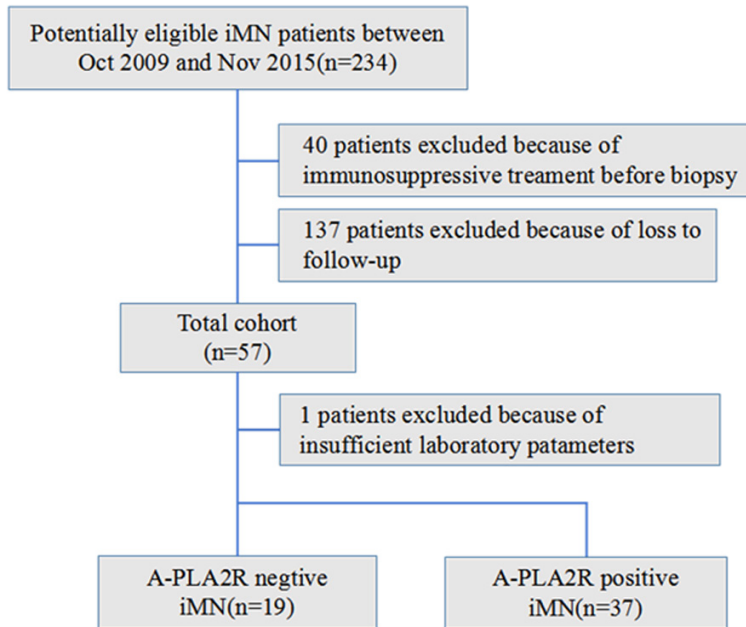 Potentially eligible iMN patients between
Oct 2009 and Nov 2015(n=234)
40 patients excluded because of
immunosuppressive treament before biopsy
137 patients excluded because of loss to
follow-up
Total cohort
(n=57)
1 patients excluded because of
insufficient laboratory patameters
A-PLA2R negtive
iMN(n=19)
A-PLA2R positive
iMN(n=37)